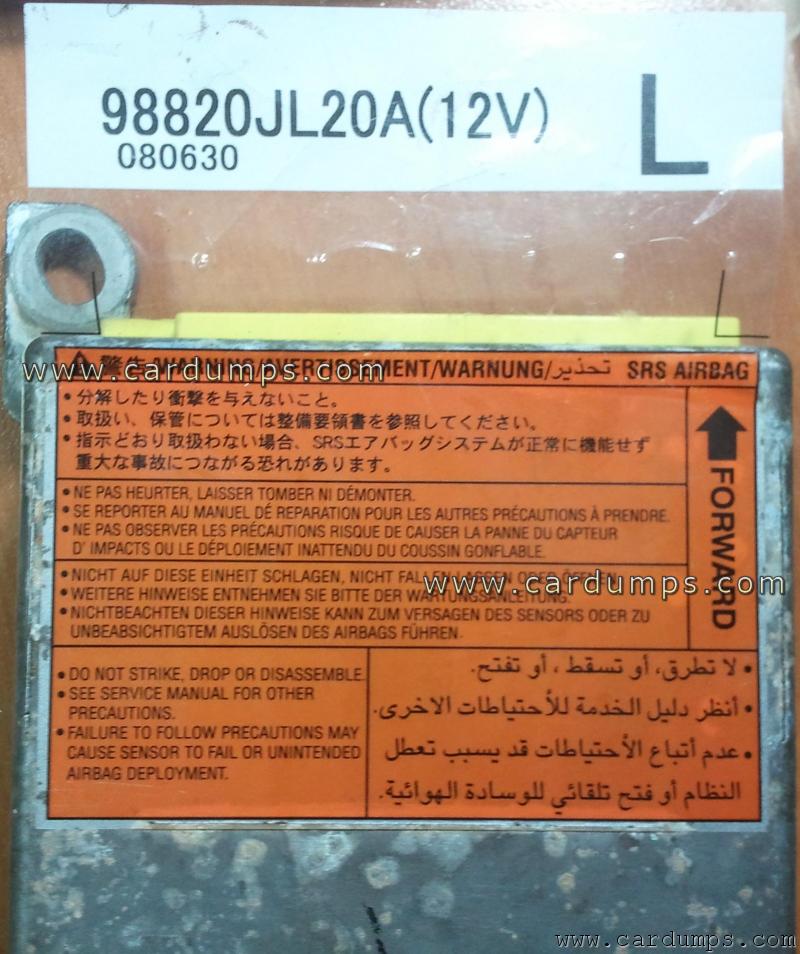 98820JL20A(12V)
080630
L
www.cardumps.com
警告/WARNING/AVERTISSEMENT/WARNUNG/تحذير SRS AIRBAG
•分解したり衝撃を与えないこと。
•取扱い、保管については整備要領書を参照してください。
•指示どおり取扱わない場合、SRSエアバッグシステムが正常に機能せず
重大な事故につながる恐れがあります。
FORWARD
•NE PAS HEURTER, LAISSER TOMBER NI DÉMONTER.
•SE REPORTER AU MANUEL DE RÉPARATION POUR LES AUTRES PRÉCAUTIONS À PRENDRE.
•NE PAS OBSERVER LES PRÉCAUTIONS RISQUE DE CAUSER LA PANNE DU CAPTEUR
D' IMPACTS OU LE DÉPLOIEMENT INATTENDU DU COUSSIN GONFLABLE.
•NICHT AUF DIESE EINHEIT SCHLAGEN, NICHT FALLEN LASSEN ODER ÖFFNEN.
www.cardumps.com
•WEITERE HINWEISE ENTNEHMEN SIE BITTE DER WARTUNGSANLEITUNG.
•NICHTBEACHTEN DIESER HINWEISE KANN ZUM VERSAGEN DES SENSORS ODER ZU
UNBEABSICHTIGTEM AUSLÖSEN DES AIRBAGS FÜHREN.
•DO NOT STRIKE, DROP OR DISASSEMBLE.
•SEE SERVICE MANUAL FOR OTHER
PRECAUTIONS.
•FAILURE TO FOLLOW PRECAUTIONS MAY
CAUSE SENSOR TO FAIL OR UNINTENDED
AIRBAG DEPLOYMENT.
•لا تطرق، أو تسقط ، أو تفتح.
•أنظر دليل الخدمة للأحتياطات الاخرى.
•عدم أتباع الأحتياطات قد يسبب تعطل
النظام أو فتح تلقائي للوسادة الهوائية.
www.cardumps.com